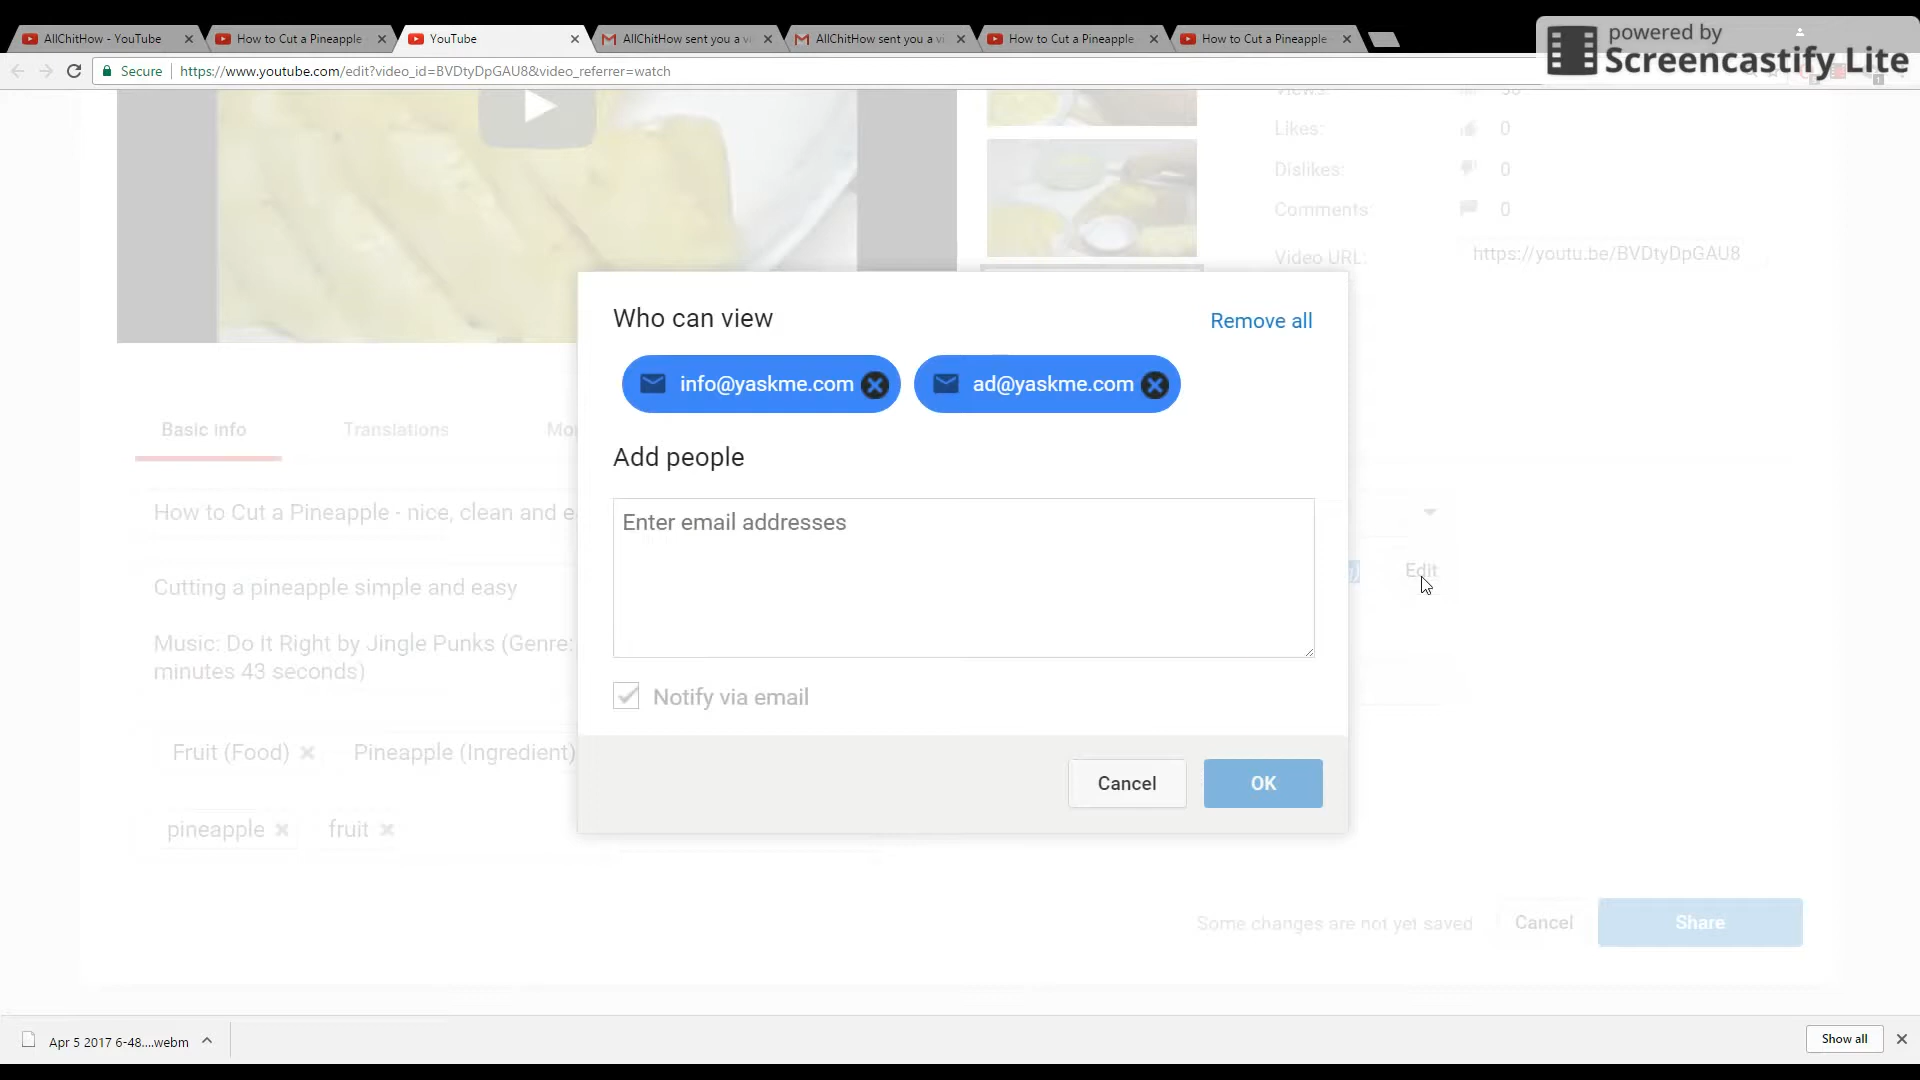 AllChitHow - YouTube
How to Cut a Pineapple
YouTube
AllChitHow sent you a vi
AllChitHow sent you a vi
How to Cut a Pineapple
How to Cut a Pineapple
powered by
Screencastify Lite
Secure
https://www.youtube.com/edit?video_id=BVDtyDpGAU8&video_referrer=watch
Views:
Likes: 0
Dislikes: 0
Comments: 0
Video URL: https://youtu.be/BVDtyDpGAU8
Who can view
Remove all
info@yaskme.com
ad@yaskme.com
Add people
Enter email addresses
Notify via email
Cancel
OK
Basic info
Translations
How to Cut a Pineapple - nice, clean and e
Edit
Cutting a pineapple simple and easy
Music: Do It Right by Jingle Punks (Genre:
minutes 43 seconds)
Fruit (Food)
Pineapple (Ingredient)
pineapple
fruit
Some changes are not yet saved
Cancel
Share
Apr 5 2017 6-48....webm
Show all